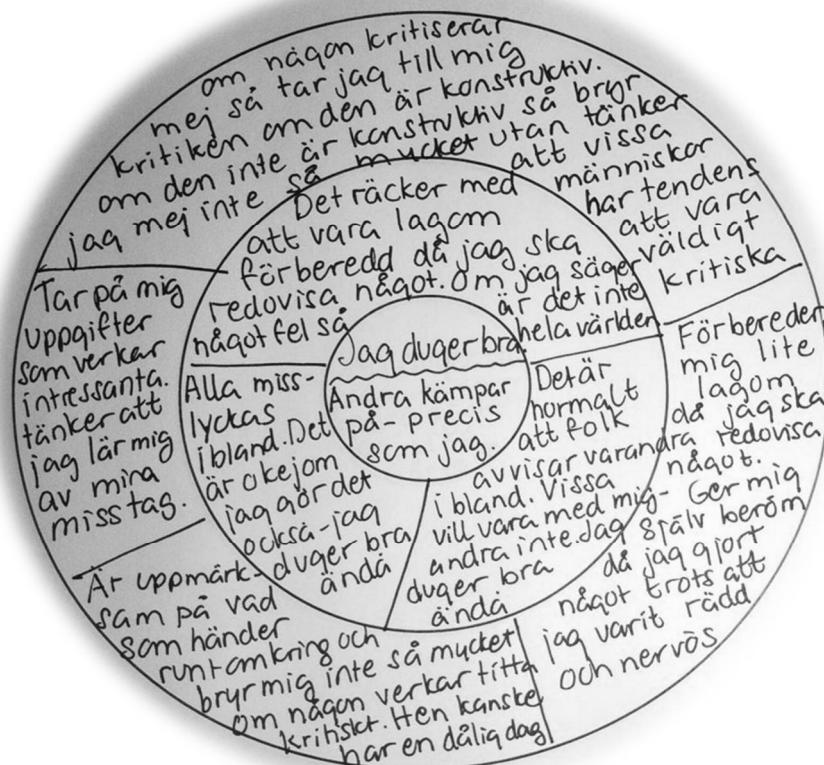 om någon kritiserar
mej så tar jag till mig
kritiken om den är konstruktiv.
om den inte är konstruktiv så bryr
jag mej inte så mycket utan tänker
att vissa
människor
har tendens
att vara
väldigt
kritiska
Tar på mig
uppgifter
som verkar
intressanta.
tänker att
jag lär mig
av mina
misstag.
Är uppmärk-
sam på vad
som händer
runtomkring och
bryr mig inte så mycket
om någon verkar titta
kritiskt. Hen kanske
har en dålig dag
Förbereder
mig lite
lagom
då jag ska
redovisa
något.
Ger mig
själv beröm
då jag gjort
något trots att
jag varit rädd
och nervös
Det räcker med
att vara lagom
förberedd då jag ska
redovisa något. Om jag säger
något fel så är det inte
hela världen
Alla miss-
lyckas
ibland. Det
är okej om
jag gör det
också - jag
duger bra
ändå
Det är
normalt
att folk
avvisar varandra
ibland. Vissa
vill vara med mig -
andra inte. Jag
duger bra
ändå
Jag duger bra.
Andra kämpar
på - precis
som jag.